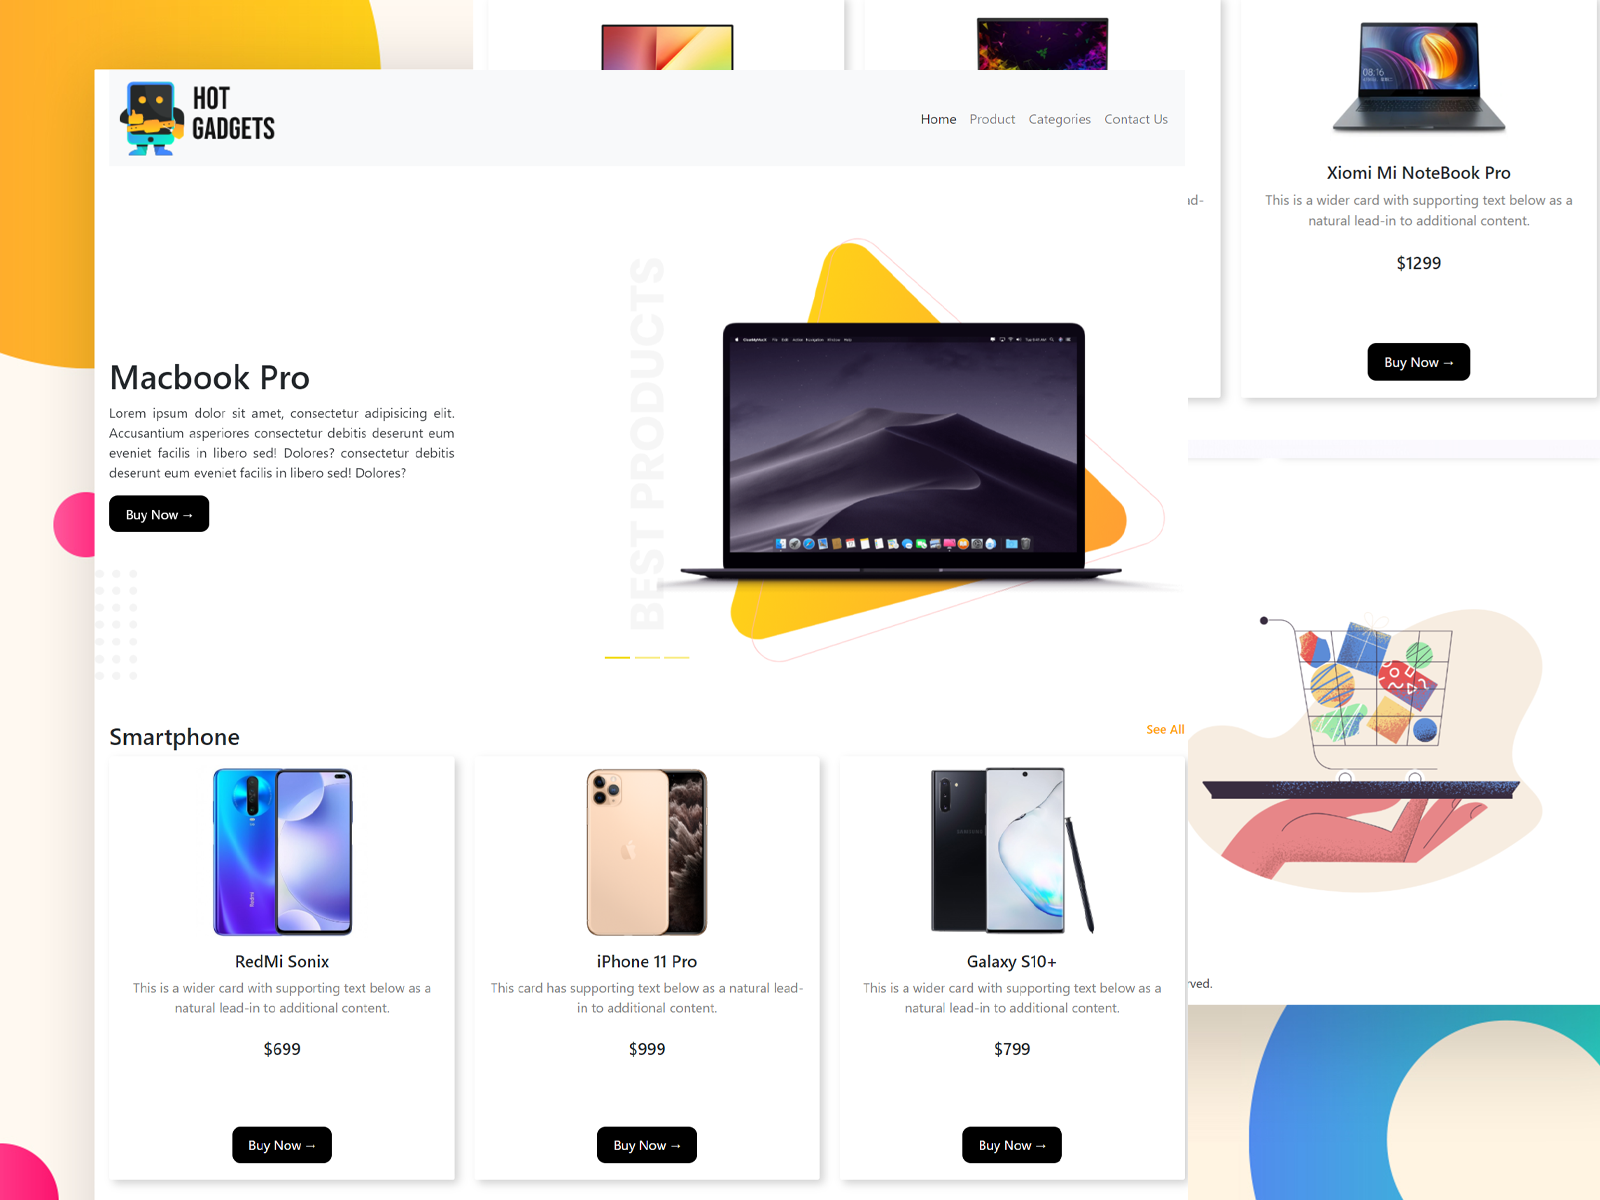 HOT
GADGETS
Home Product Categories Contact Us
BEST PRODUCTS
Macbook Pro
Lorem ipsum dolor sit amet, consectetur adipisicing elit.
Accusantium asperiores consectetur debitis deserunt eum
eveniet facilis in libero sed! Dolores? consectetur debitis
deserunt eum eveniet facilis in libero sed! Dolores?
Buy Now →
Smartphone
See All
RedMi Sonix
This is a wider card with supporting text below as a
natural lead-in to additional content.
$699
Buy Now →
iPhone 11 Pro
This card has supporting text below as a natural lead-
in to additional content.
$999
Buy Now →
SAMSUNG
Galaxy S10+
This is a wider card with supporting text below as a
natural lead-in to additional content.
$799
Buy Now →
ad-
08:16
Xiomi Mi NoteBook Pro
This is a wider card with supporting text below as a
natural lead-in to additional content.
$1299
Buy Now →
rved.